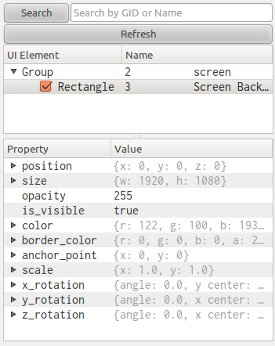 Search Search by GID or Name
Refresh
UI Element Name
Group 2 screen
Rectangle 3 Screen Back...
Property Value
position {x: 0, y: 0, z: 0}
size {w: 1920, h: 1080}
opacity 255
is_visible true
color {r: 122, g: 100, b: 193...
border_color {r: 0, g: 0, b: 0, a: 2...
anchor_point {x: 0, y: 0}
scale {x: 1.0, y: 1.0}
x_rotation {angle: 0.0, y center: ...
y_rotation {angle: 0.0, x center: ...
z_rotation {angle: 0.0, x center: ...